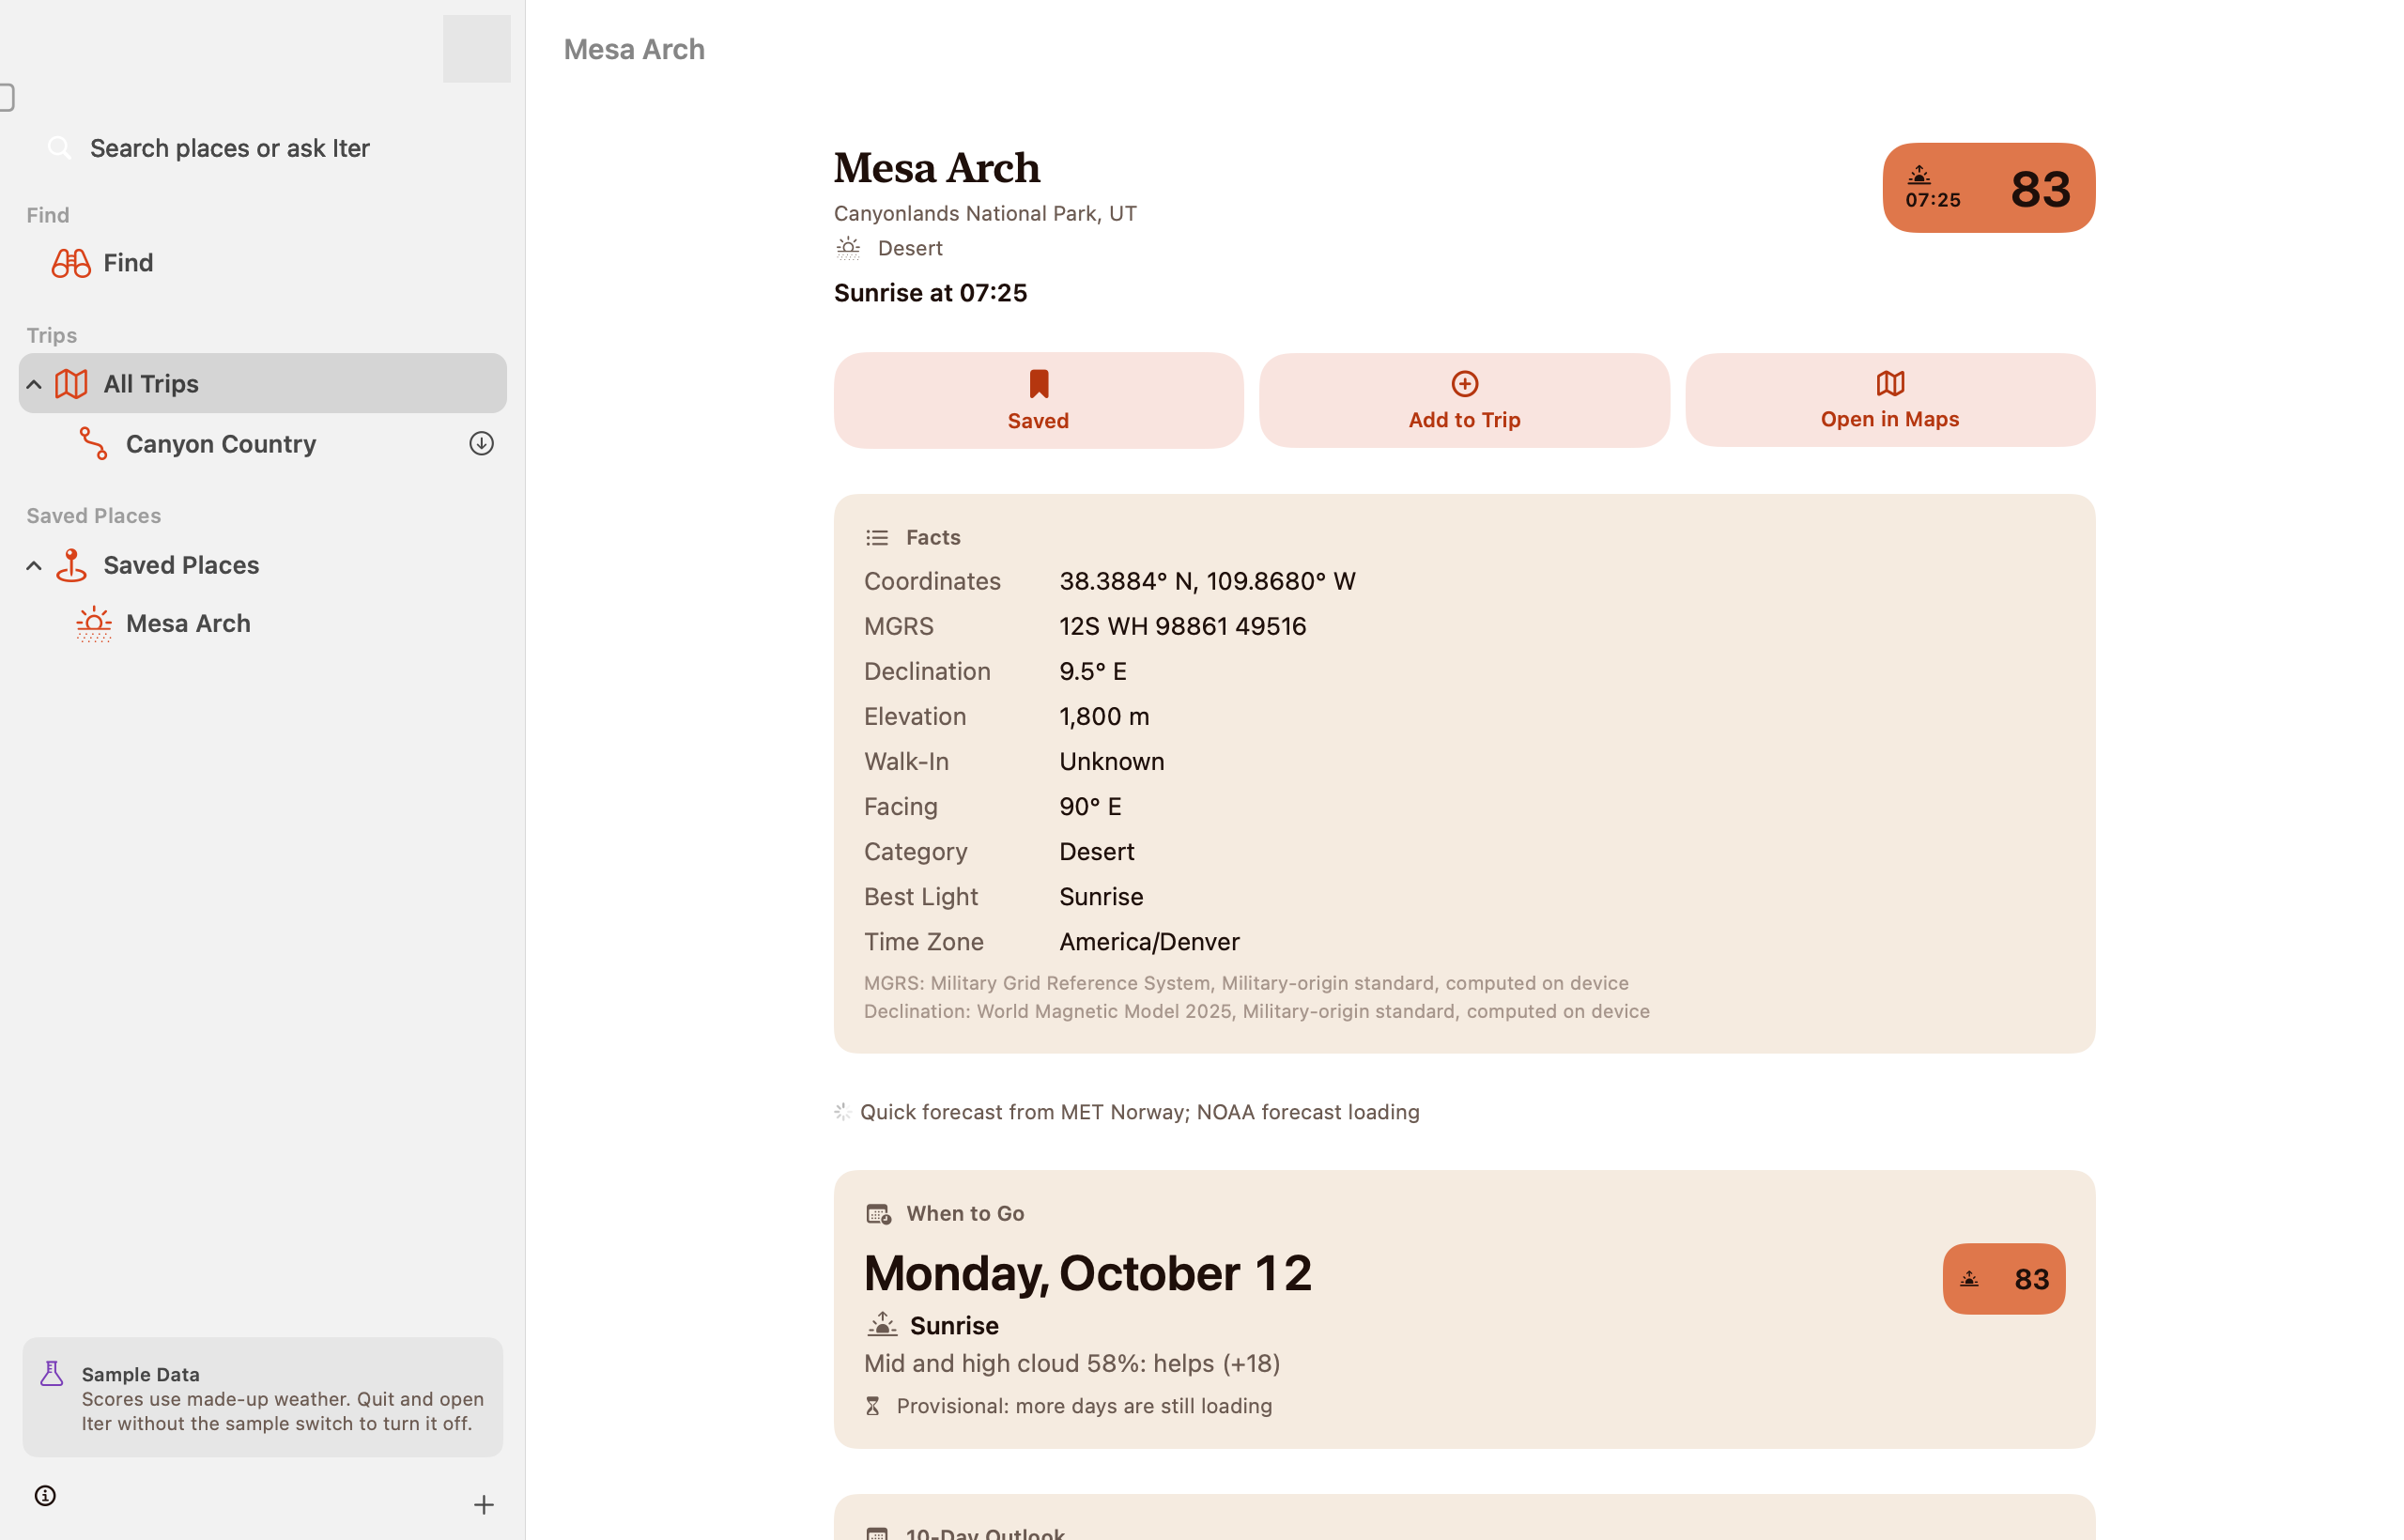 Mesa Arch
Search places or ask Iter
Find
Find
Trips
All Trips
Canyon Country
Saved Places
Saved Places
Mesa Arch
Sample Data
Scores use made-up weather. Quit and open
Iter without the sample switch to turn it off.
Mesa Arch
Canyonlands National Park, UT
Desert
Sunrise at 07:25
07:25
83
Saved
Add to Trip
Open in Maps
Facts
Coordinates 38.3884° N, 109.8680° W
MGRS 12S WH 98861 49516
Declination 9.5° E
Elevation 1,800 m
Walk-In Unknown
Facing 90° E
Category Desert
Best Light Sunrise
Time Zone America/Denver
MGRS: Military Grid Reference System, Military-origin standard, computed on device
Declination: World Magnetic Model 2025, Military-origin standard, computed on device
Quick forecast from MET Norway; NOAA forecast loading
When to Go
Monday, October 12
83
Sunrise
Mid and high cloud 58%: helps (+18)
Provisional: more days are still loading
10-Day Outlook